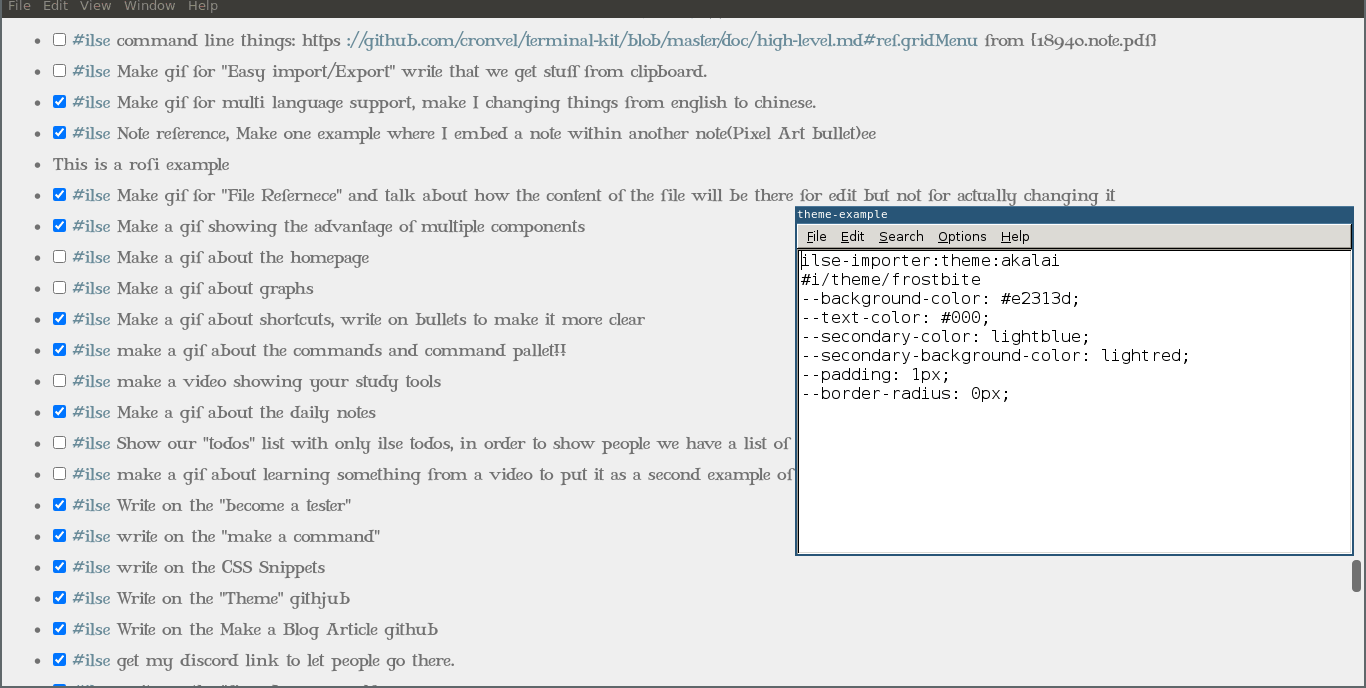 File Edit View Window Help
#ilse command line things: https ://github.com/cronvel/terminal-kit/blob/master/doc/high-level.md#ref.gridMenu from [18940.note.pdf]
#ilse Make gif for "Easy import/Export" write that we get stuff from clipboard.
#ilse Make gif for multi language support, make I changing things from english to chinese.
#ilse Note reference, Make one example where I embed a note within another note(Pixel Art bullet)ee
This is a rofi example
#ilse Make gif for "File Refernece" and talk about how the content of the file will be there for edit but not for actually changing it
#ilse Make a gif showing the advantage of multiple components
#ilse Make a gif about the homepage
#ilse Make a gif about graphs
#ilse Make a gif about shortcuts, write on bullets to make it more clear
#ilse make a gif about the commands and command pallet!!
#ilse make a video showing your study tools
#ilse Make a gif about the daily notes
#ilse Show our "todos" list with only ilse todos, in order to show people we have a list of
#ilse make a gif about learning something from a video to put it as a second example of
#ilse Write on the "become a tester"
#ilse write on the "make a command"
#ilse write on the CSS Snippets
#ilse Write on the "Theme" githjub
#ilse Write on the Make a Blog Article github
#ilse get my discord link to let people go there.
theme-example
File Edit Search Options Help
ilse-importer:theme:akalai
#i/theme/frostbite
--background-color: #e2313d;
--text-color: #000;
--secondary-color: lightblue;
--secondary-background-color: lightred;
--padding: 1px;
--border-radius: 0px;